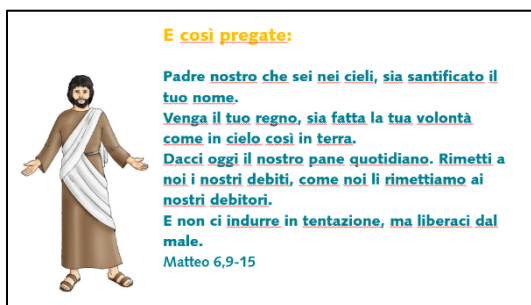 E così pregate:
Padre nostro che sei nei cieli, sia santificato il
tuo nome.
Venga il tuo regno, sia fatta la tua volontà
come in cielo così in terra.
Dacci oggi il nostro pane quotidiano. Rimetti a
noi i nostri debiti, come noi li rimettiamo ai
nostri debitori.
E non ci indurre in tentazione, ma liberaci dal
male.
Matteo 6,9-15